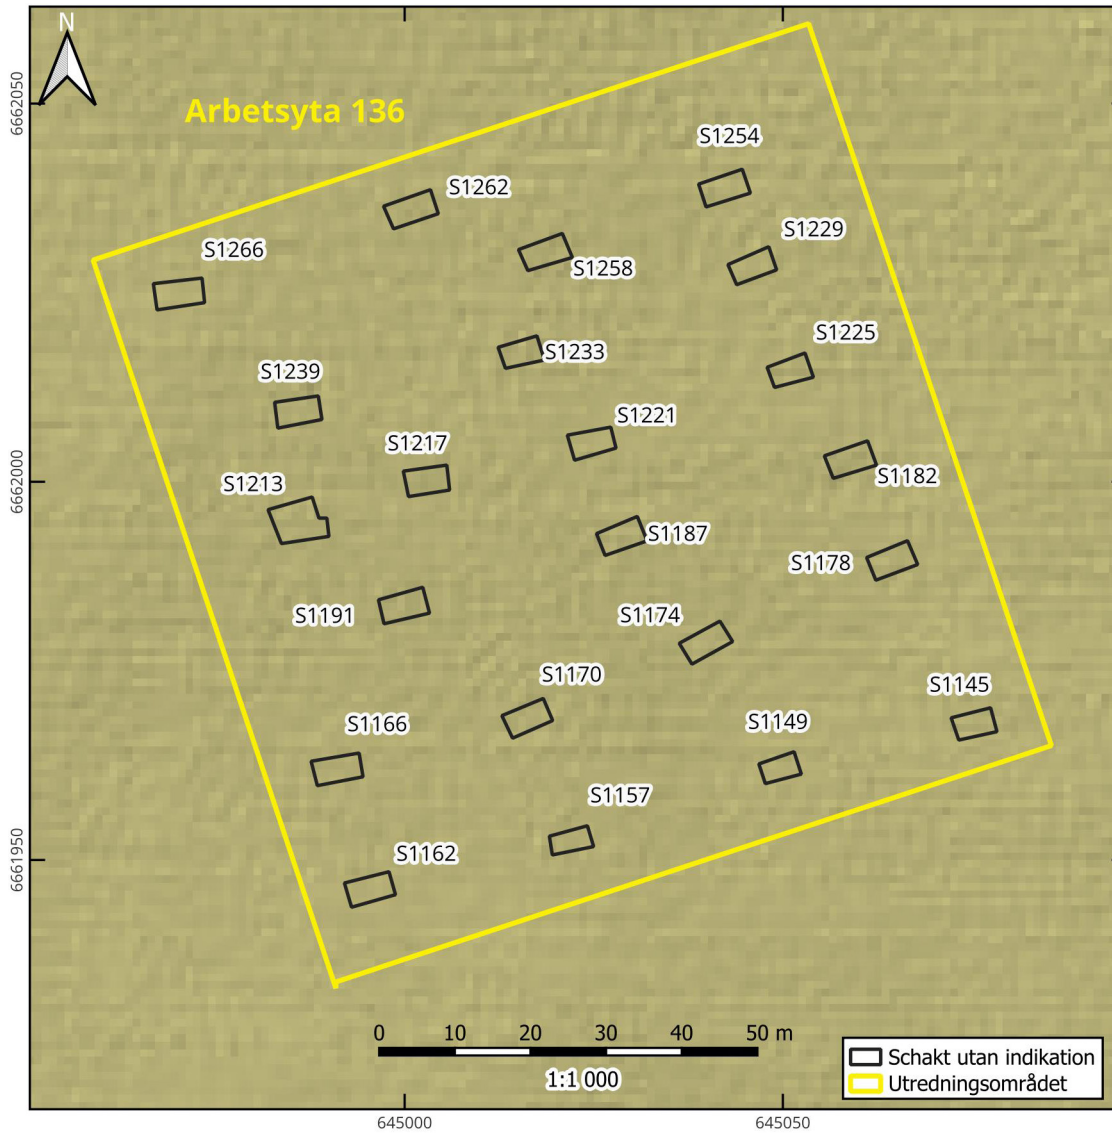 N
6662050
Arbetsyta 136
S1254
S1262
S1229
S1266
S1258
S1225
S1233
S1239
S1221
S1217
S1182
S1213
6662000
S1187
S1178
S1191
S1174
S1170
S1145
S1166
S1149
S1157
S1162
6661950
0 10 20 30 40 50 m
1:1 000
Schakt utan indikation
Utredningsområdet
645000
645050